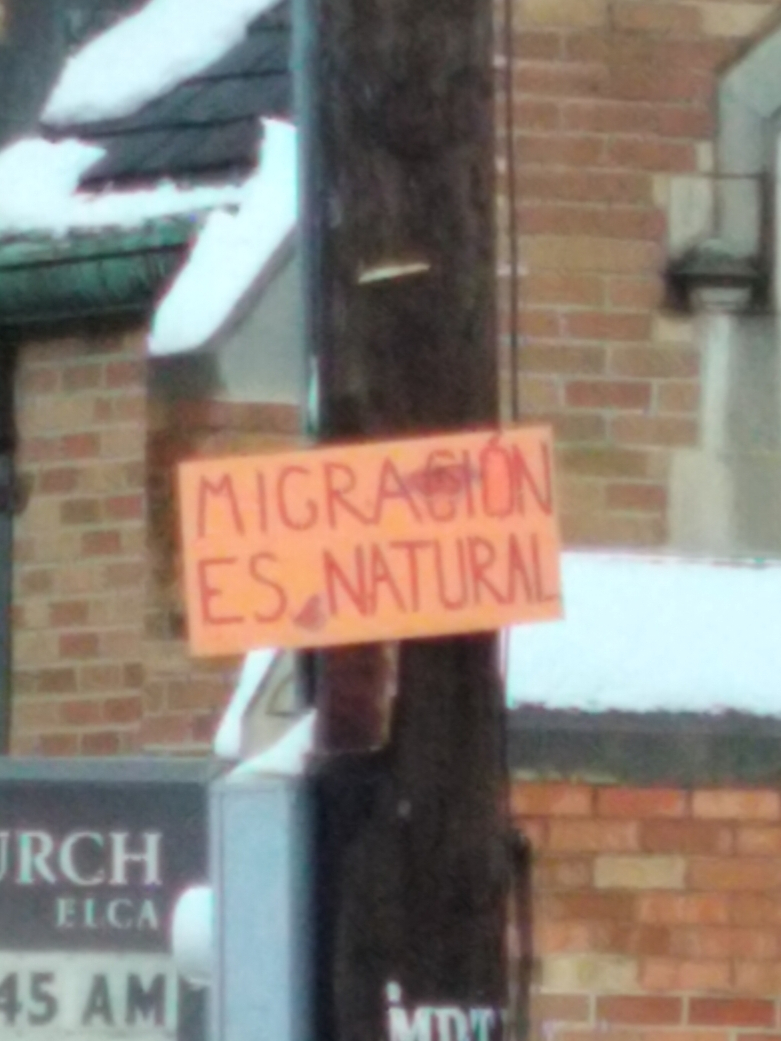 MIGRACIÓN
ES NATURAL
URCH
ELCA
45 AM